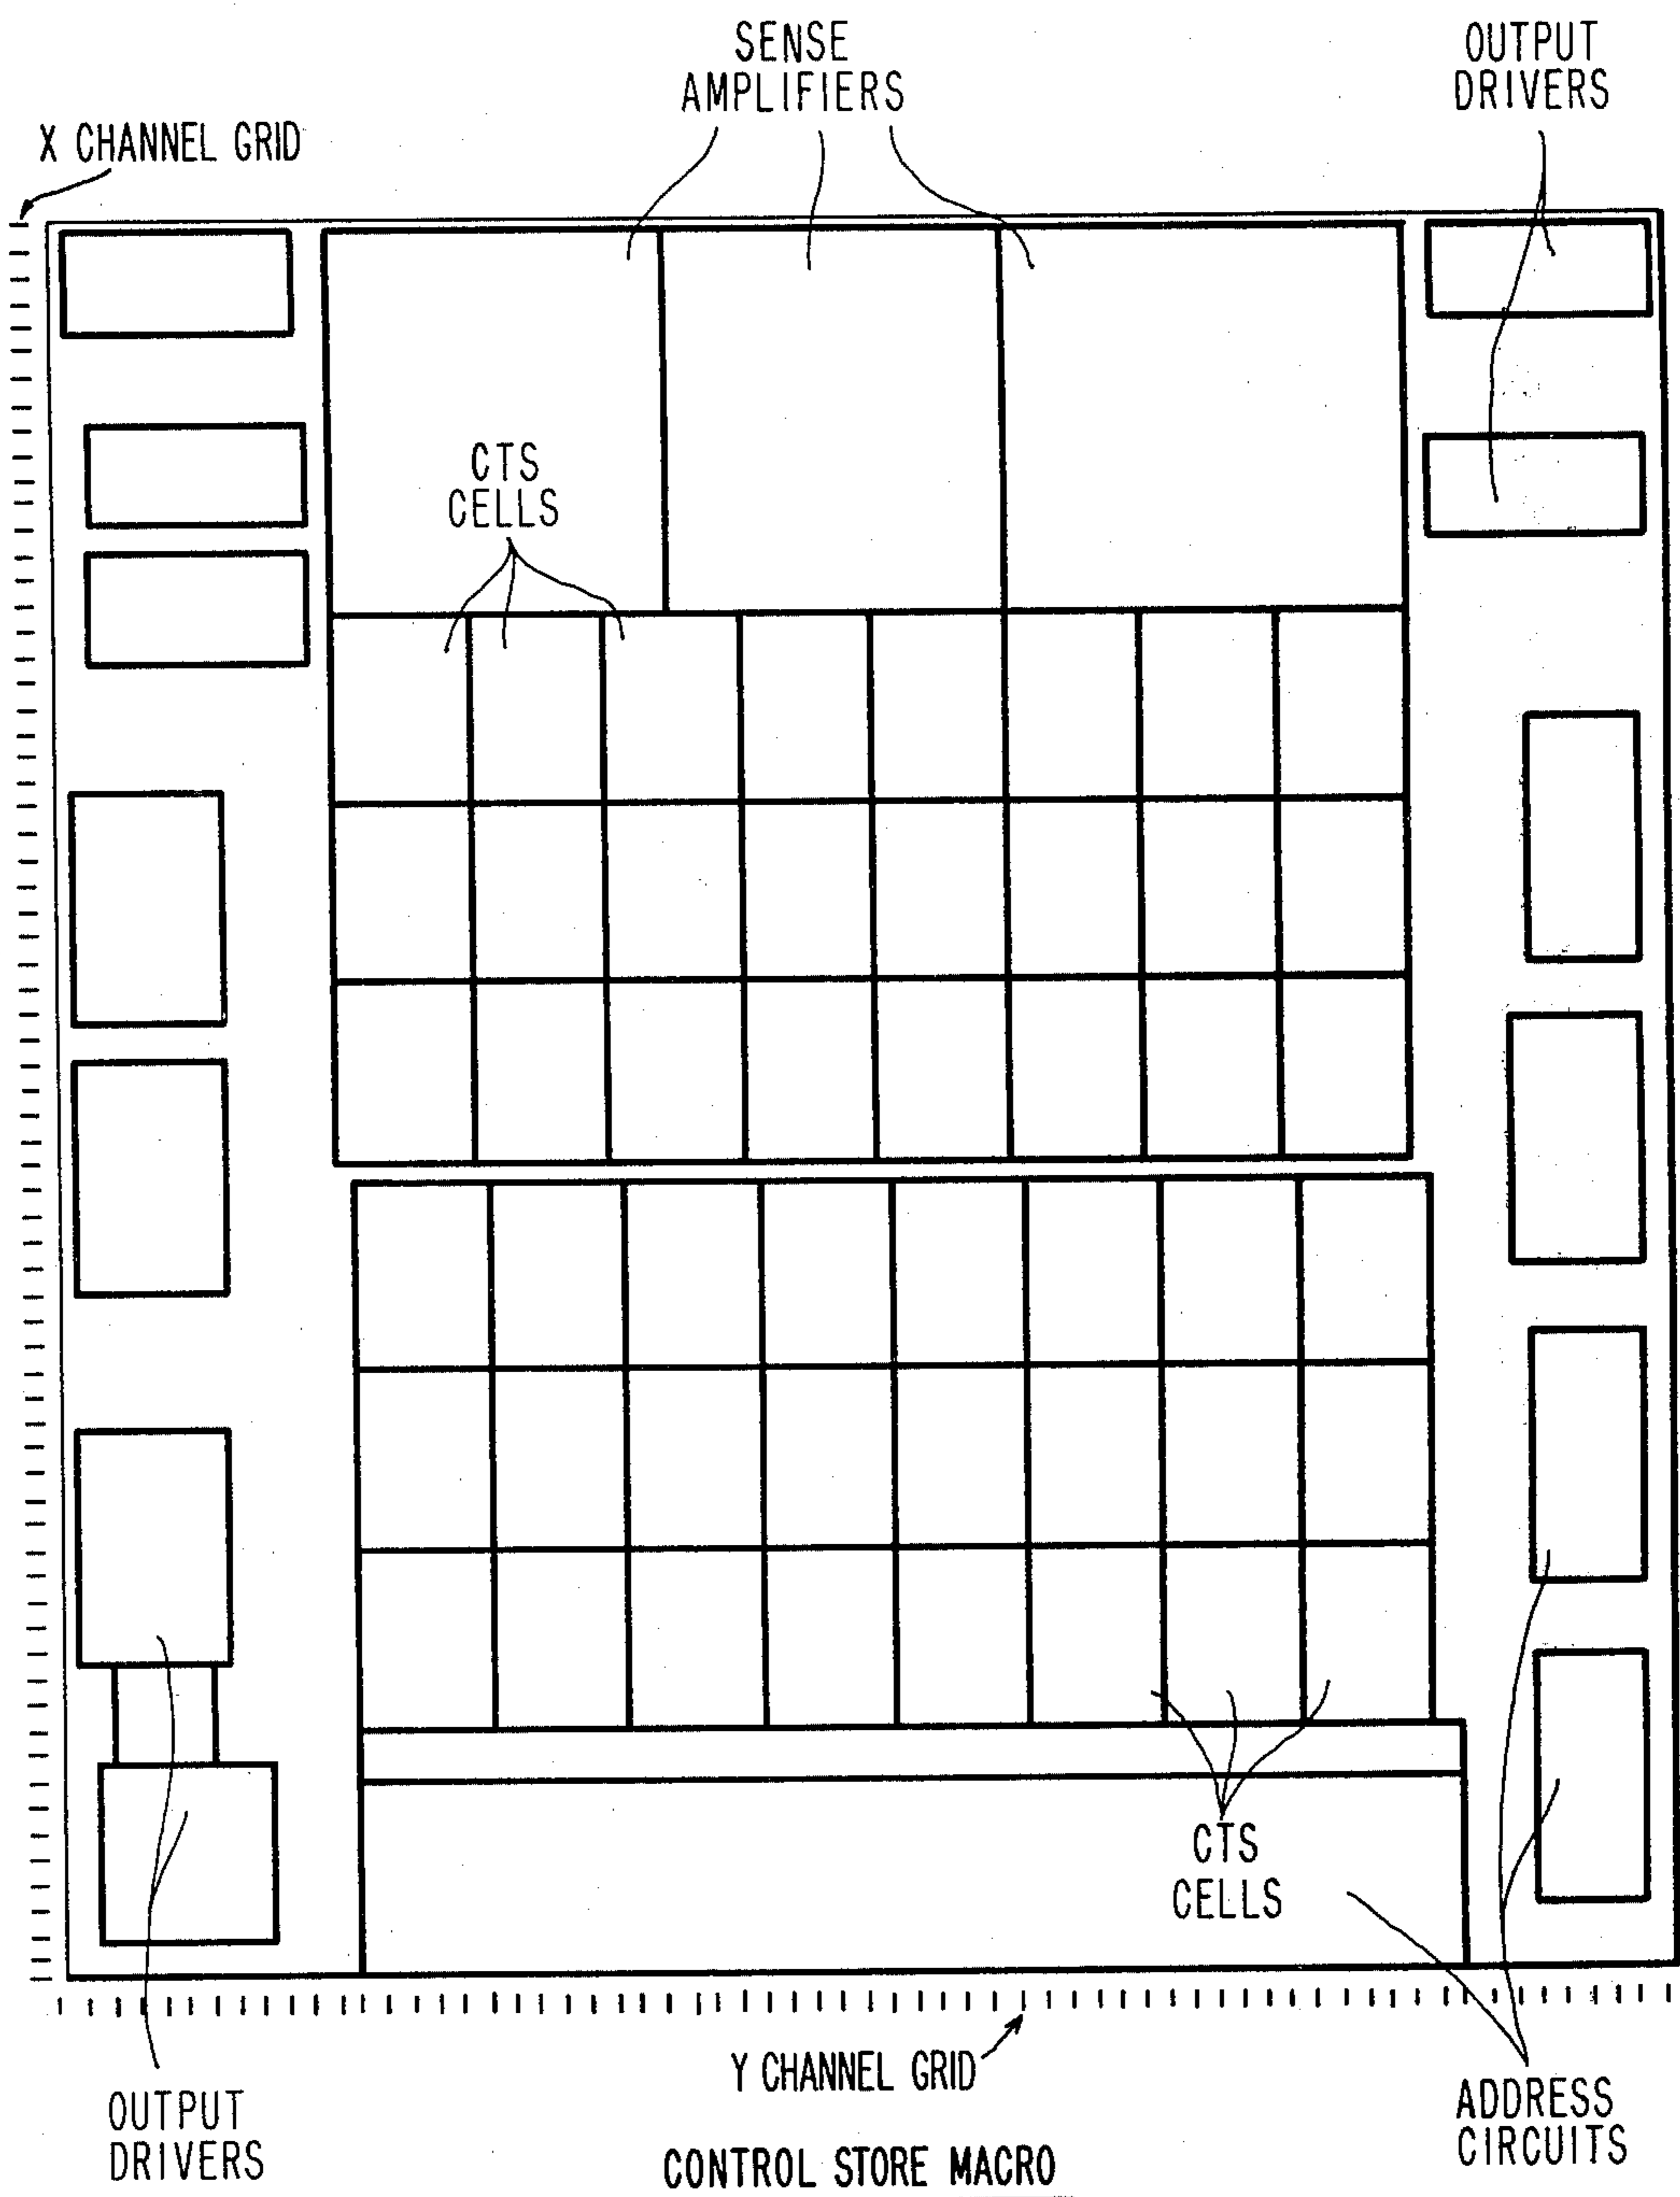 SENSE
AMPLIFIERS
OUTPUT
DRIVERS
X CHANNEL GRID
CTS
CELLS
CTS
CELLS
Y CHANNEL GRID
OUTPUT
DRIVERS
ADDRESS
CIRCUITS
CONTROL STORE MACRO